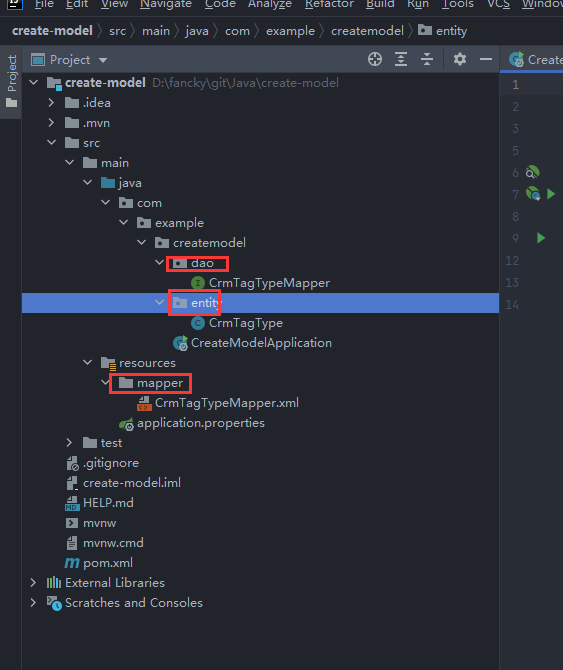 File Edit View Navigate Code Analyze Refactor Build Run Tools VCS Window
create-model src main java com example createmodel entity
Project
Project
Create
create-model D:\fancky\git\Java\create-model
1
.idea
2
.mvn
3
src
5
main
6
java
7
com
8
example
9
createmodel
12
dao
13
CrmTagTypeMapper
14
entity
CrmTagType
CreateModelApplication
resources
mapper
CrmTagTypeMapper.xml
application.properties
test
.gitignore
create-model.iml
HELP.md
mvnw
mvnw.cmd
pom.xml
External Libraries
Scratches and Consoles